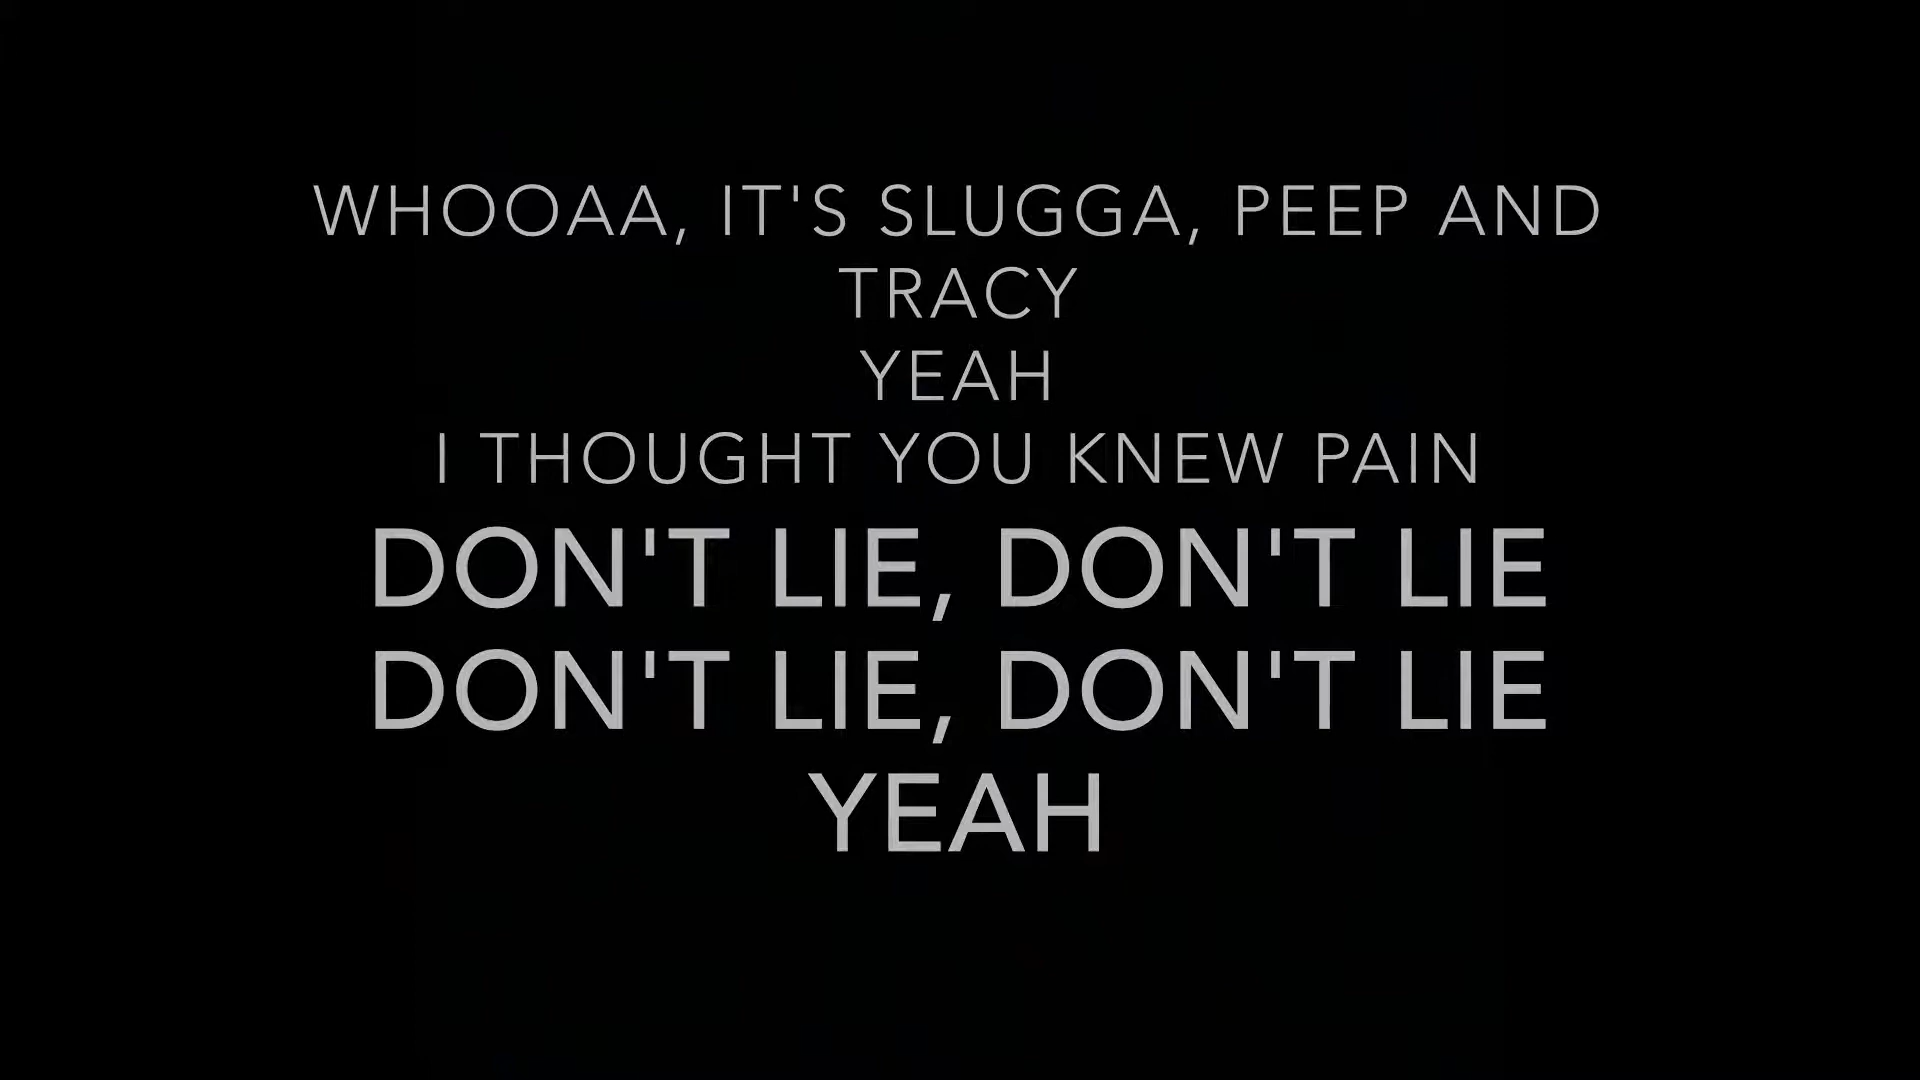 WHOOAA, IT'S SLUGGA, PEEP AND
TRACY
YEAH
I THOUGHT YOU KNEW PAIN
DON'T LIE, DON'T LIE
DON'T LIE, DON'T LIE
YEAH